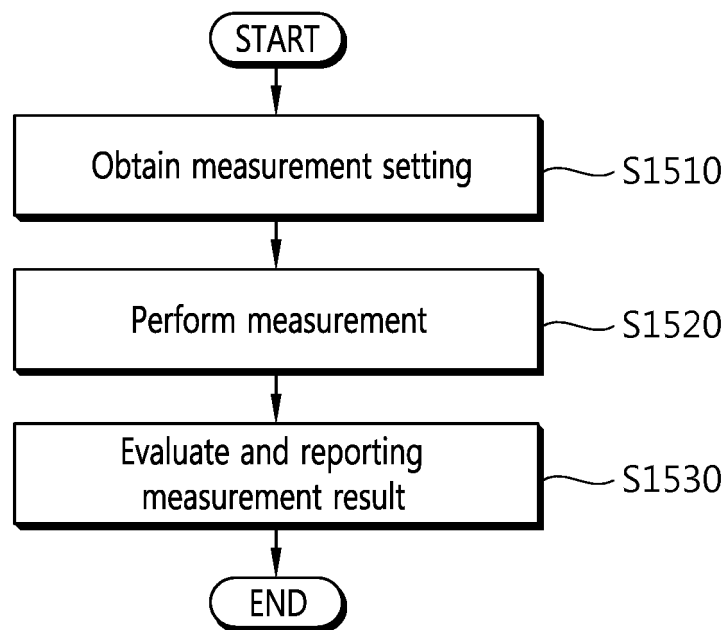 START
Obtain measurement setting
S1510
Perform measurement
S1520
Evaluate and reporting
measurement result
S1530
END